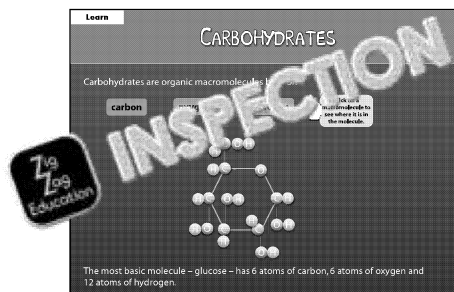 Learn
CARBOHYDRATES
Carbohydrates are organic macromolecules
carbon
macromolecule to
see where it is in
the molecule.
INSPECTION
Zig
Zag
Education
The most basic molecule – glucose – has 6 atoms of carbon, 6 atoms of oxygen and
12 atoms of hydrogen.